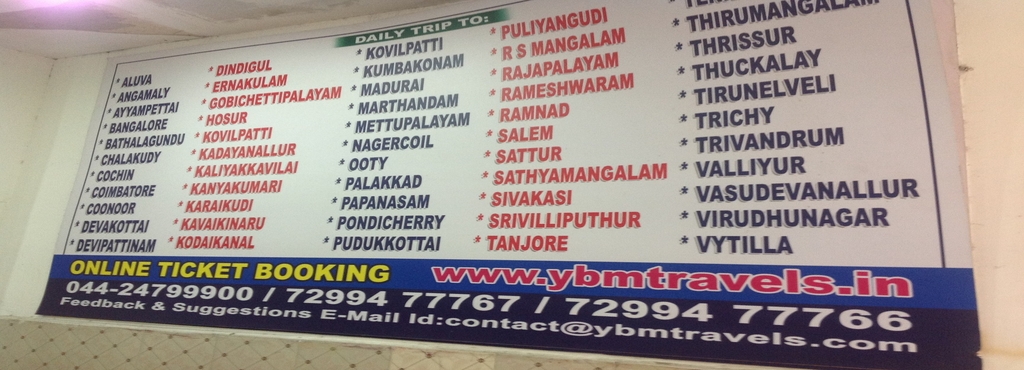 DAILY TRIP TO:
* ALUVA
* ANGAMALY
* AYYAMPETTAI
* BANGALORE
* BATHALAGUNDU
* CHALAKUDY
* COCHIN
* COIMBATORE
* COONOOR
* DEVAKOTTAI
* DEVIPATTINAM
* DINDIGUL
* ERNAKULAM
* GOBICHETTIPALAYAM
* HOSUR
* KOVILPATTI
* KADAYANALLUR
* KALIYAKKAVILAI
* KANYAKUMARI
* KARAIKUDI
* KAVAIKINARU
* KODAIKANAL
* KOVILPATTI
* KUMBAKONAM
* MADURAI
* MARTHANDAM
* METTUPALAYAM
* NAGERCOIL
* OOTY
* PALAKKAD
* PAPANASAM
* PONDICHERRY
* PUDUKKOTTAI
* PULIYANGUDI
* R S MANGALAM
* RAJAPALAYAM
* RAMESHWARAM
* RAMNAD
* SALEM
* SATTUR
* SATHYAMANGALAM
* SIVAKASI
* SRIVILLIPUTHUR
* TANJORE
* THIRUMANGALAM
* THRISSUR
* THUCKALAY
* TIRUNELVELI
* TRICHY
* TRIVANDRUM
* VALLIYUR
* VASUDEVANALLUR
* VIRUDHUNAGAR
* VYTILLA
ONLINE TICKET BOOKING www.ybmtravels.in
044-24799900 / 72994 77767 / 72994 77766
Feedback & Suggestions E-Mail Id:contact@ybmtravels.com